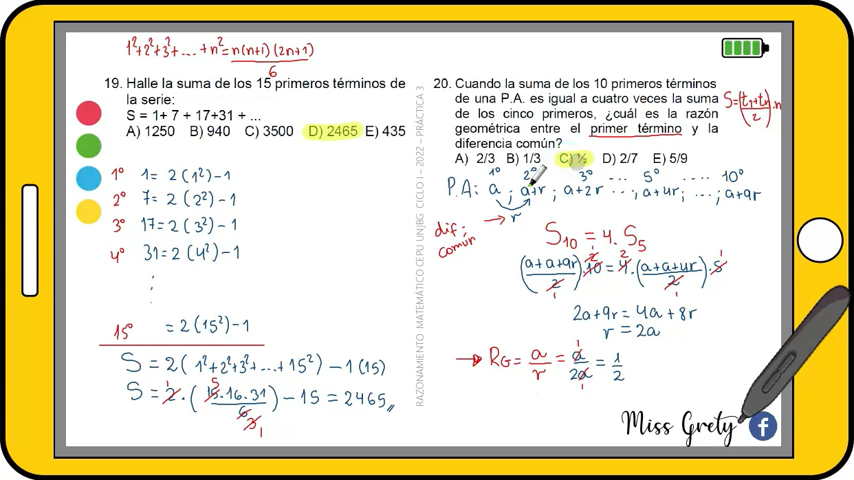 1²+2²+3²+...+n²=n(n+1)(2n+1)
6
19. Halle la suma de los 15 primeros términos de
la serie:
S = 1+ 7 + 17+31 + ...
A) 1250 B) 940 C) 3500 D) 2465 E) 435
1° 1=2(1²)-1
2° 7=2(2²)-1
3° 17=2(3²)-1
4° 31=2(4²)-1
⋮
15° =2(15²)-1
S=2(1²+2²+3²+...+15²)-1(15)
S=2·(15·16·31)-15=2465,,
1 5
6
3 1
RAZONAMIENTO MATEMÁTICO CEPU UNJBG CICLO I - 2022 – PRÁCTICA 3
20. Cuando la suma de los 10 primeros términos
de una P.A. es igual a cuatro veces la suma
de los cinco primeros, ¿cuál es la razón
geométrica entre el primer término y la
diferencia común?
A) 2/3 B) 1/3 C) ½ D) 2/7 E) 5/9
S=(t₁+tₙ)·n
2
1° 2° 3° ... 5° 10°
P.A: a ; a+r ; a+2r ..., a+4r; ...; a+9r
→ r
dif:
común
S₁₀=4.S₅
(a+a+9r)·10=4·(a+a+4r)·5
2 2
2a+9r=4a+8r
r=2a
→ RG=a/r=a/2a=1/2
Miss Grety
f